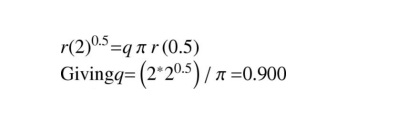 r(2)^0.5=q π r (0.5)
Givingq=(2*2^0.5) / π =0.900